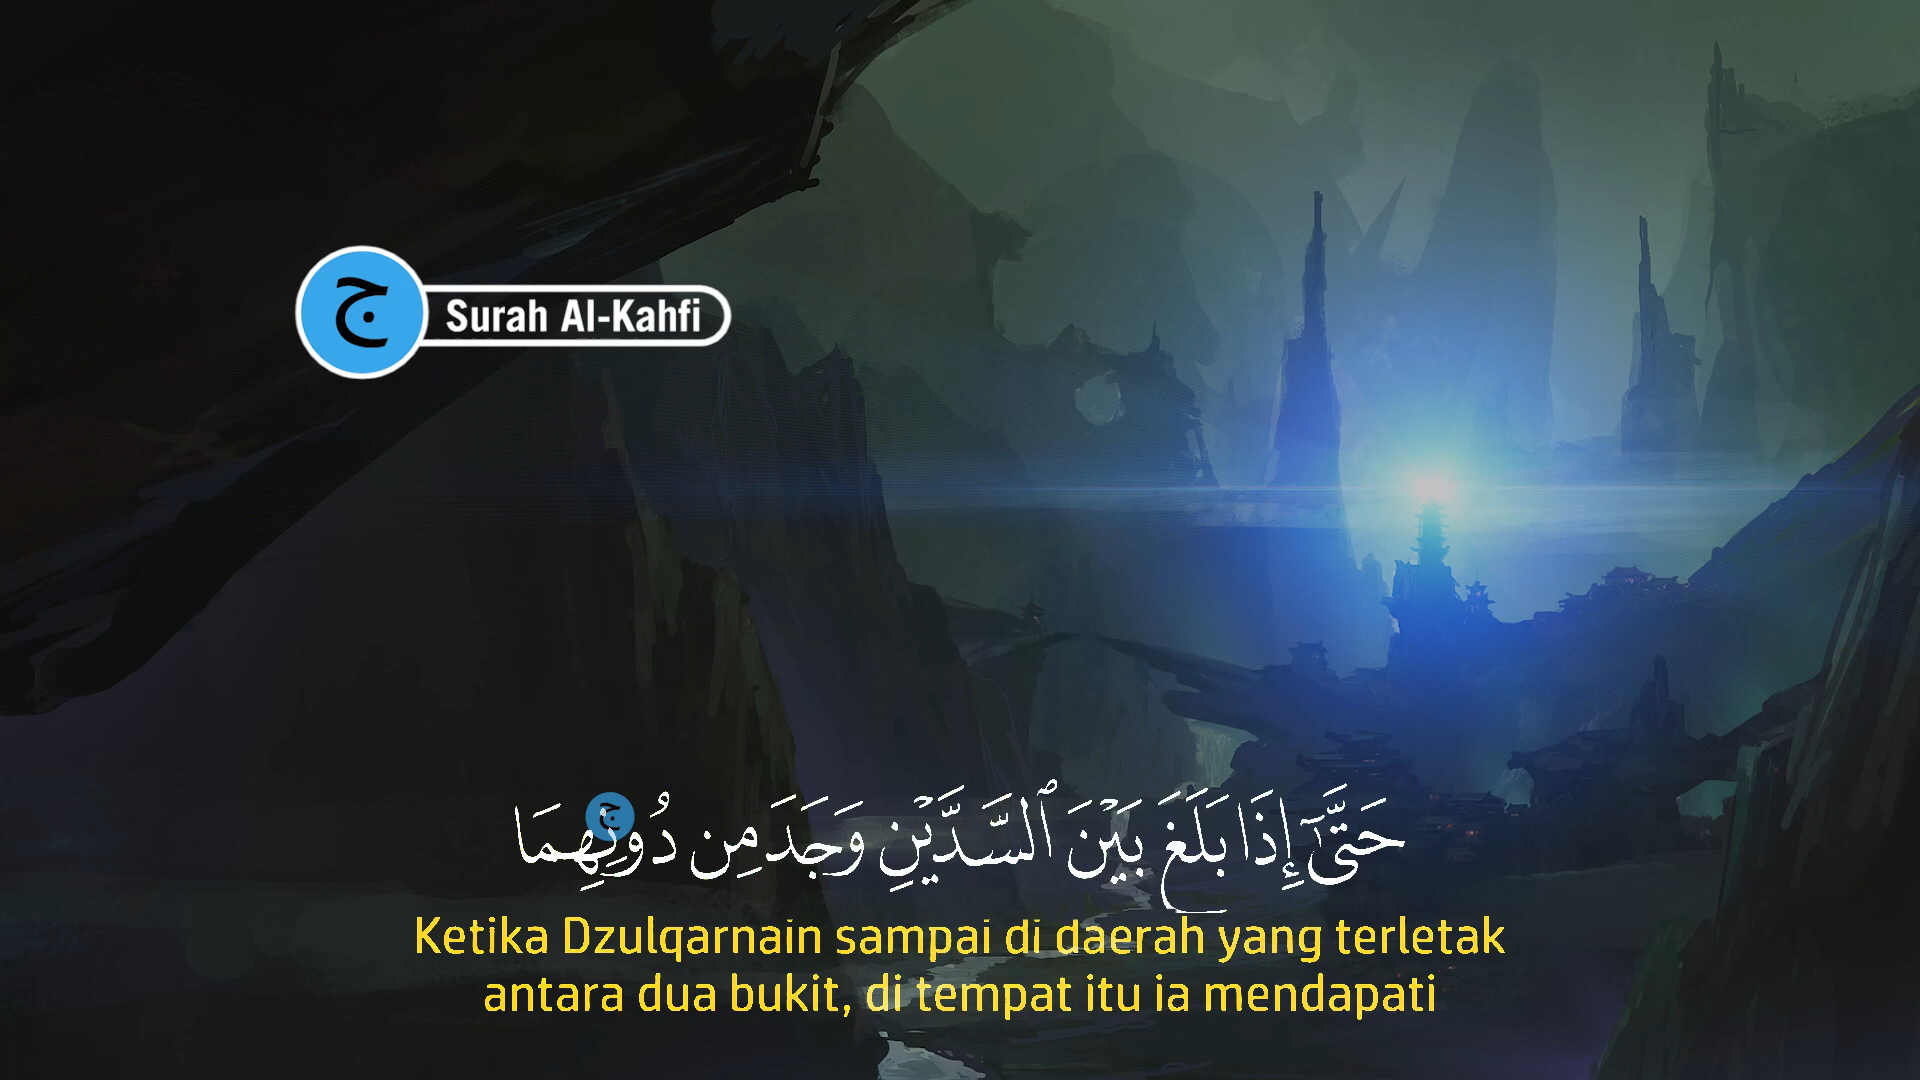 ج
Surah Al-Kahfi
حَتَّىٰٓ إِذَا بَلَغَ بَيْنَ ٱلسَّدَّيْنِ وَجَدَ مِن دُونِهِمَا
ج
Ketika Dzulqarnain sampai di daerah yang terletak
antara dua bukit, di tempat itu ia mendapati